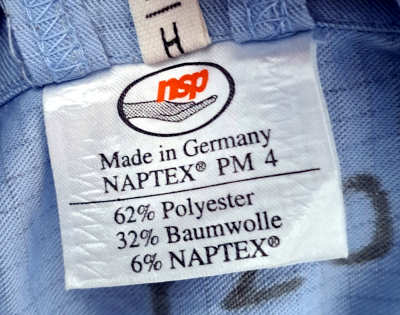 H
nsp
Made in Germany
NAPTEX® PM 4
62% Polyester
32% Baumwolle
6% NAPTEX®